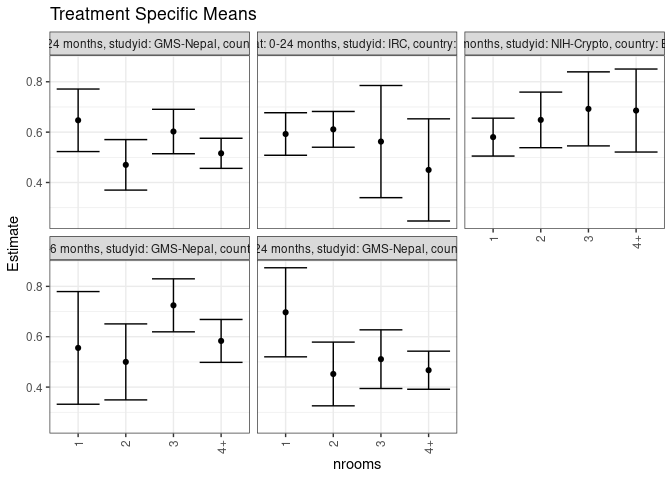 Treatment Specific Means
24 months, studyid: GMS-Nepal, coun
at: 0-24 months, studyid: IRC, country:
months, studyid: NIH-Crypto, country: B
0.8
0.6
0.4
1
2
3
4+
6 months, studyid: GMS-Nepal, count
24 months, studyid: GMS-Nepal, coun
0.8
0.6
0.4
1
2
3
4+
1
2
3
4+
Estimate
nrooms